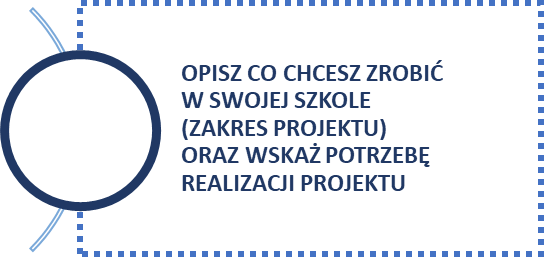 OPISZ CO CHCESZ ZROBIĆ
W SWOJEJ SZKOLE
(ZAKRES PROJEKTU)
ORAZ WSKAŻ POTRZEBĘ
REALIZACJI PROJEKTU